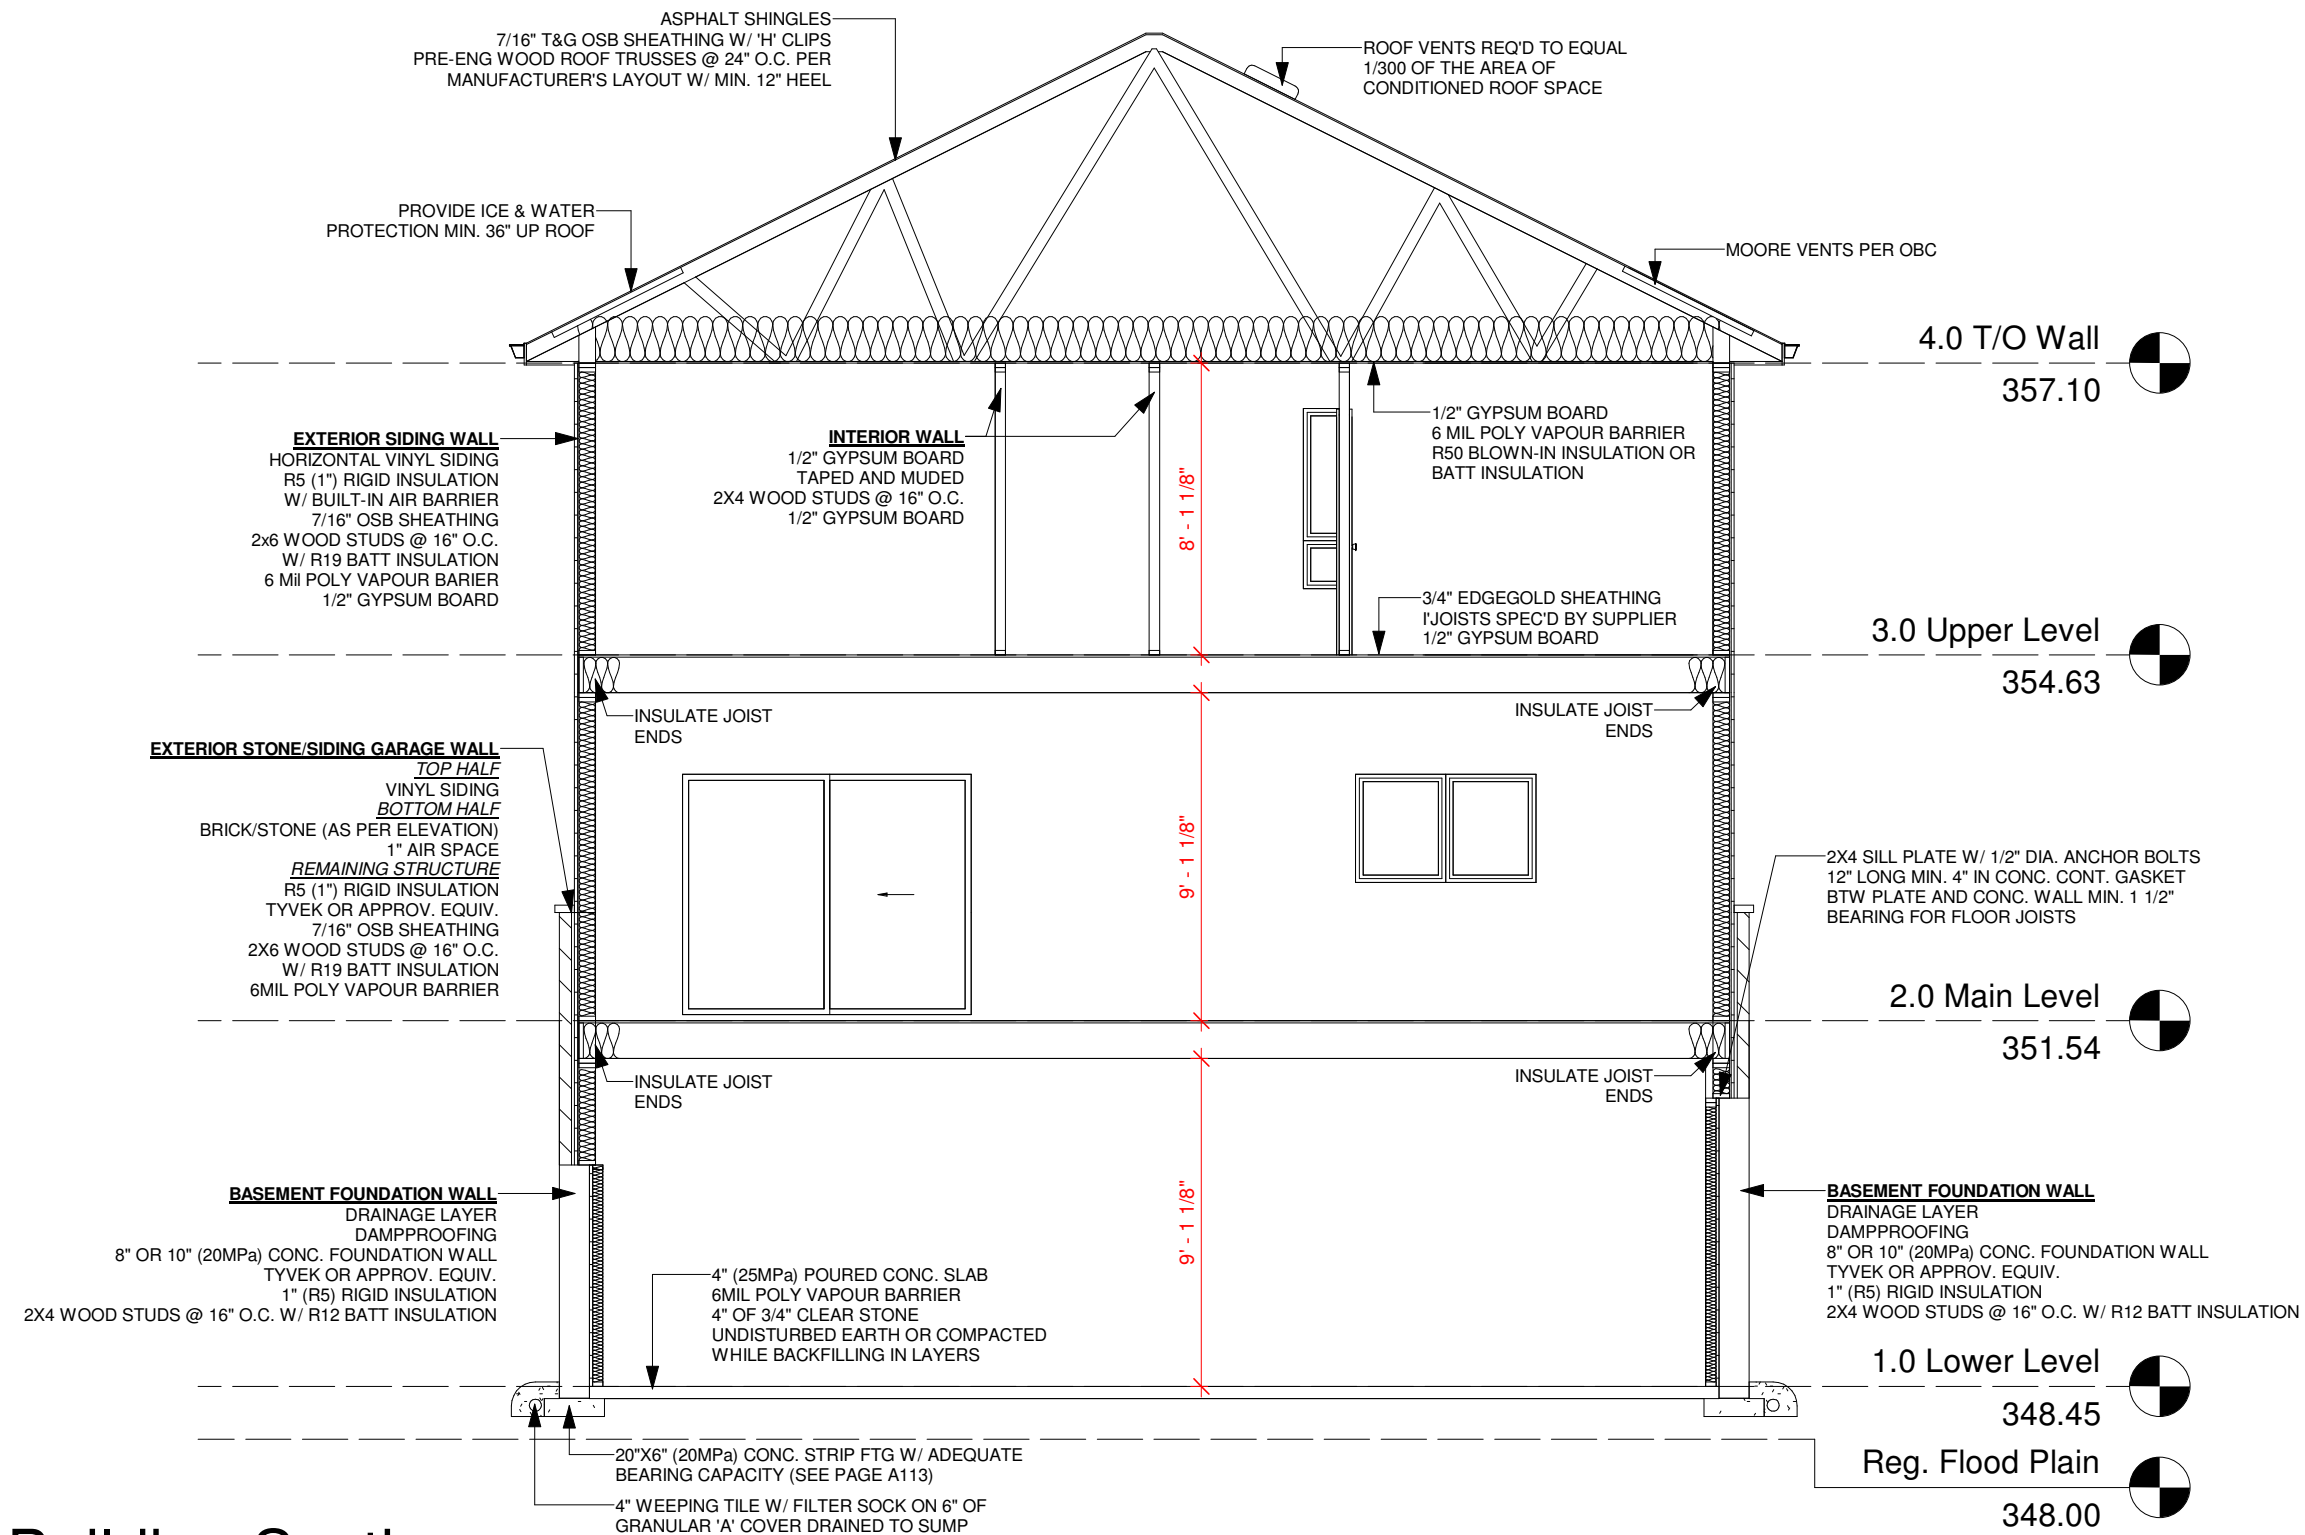 ASPHALT SHINGLES
7/16" T&G OSB SHEATHING W/ 'H' CLIPS
PRE-ENG WOOD ROOF TRUSSES @ 24" O.C. PER
MANUFACTURER'S LAYOUT W/ MIN. 12" HEEL
ROOF VENTS REQ'D TO EQUAL
1/300 OF THE AREA OF
CONDITIONED ROOF SPACE
PROVIDE ICE & WATER
PROTECTION MIN. 36" UP ROOF
MOORE VENTS PER OBC
4.0 T/O Wall
357.10
EXTERIOR SIDING WALL
HORIZONTAL VINYL SIDING
R5 (1") RIGID INSULATION
W/ BUILT-IN AIR BARRIER
7/16" OSB SHEATHING
2x6 WOOD STUDS @ 16" O.C.
W/ R19 BATT INSULATION
6 Mil POLY VAPOUR BARIER
1/2" GYPSUM BOARD
INTERIOR WALL
1/2" GYPSUM BOARD
TAPED AND MUDED
2X4 WOOD STUDS @ 16" O.C.
1/2" GYPSUM BOARD
8' - 1 1/8"
1/2" GYPSUM BOARD
6 MIL POLY VAPOUR BARRIER
R50 BLOWN-IN INSULATION OR
BATT INSULATION
3/4" EDGEGOLD SHEATHING
I'JOISTS SPEC'D BY SUPPLIER
1/2" GYPSUM BOARD
3.0 Upper Level
354.63
INSULATE JOIST
ENDS
INSULATE JOIST
ENDS
EXTERIOR STONE/SIDING GARAGE WALL
TOP HALF
VINYL SIDING
BOTTOM HALF
BRICK/STONE (AS PER ELEVATION)
1" AIR SPACE
REMAINING STRUCTURE
R5 (1") RIGID INSULATION
TYVEK OR APPROV. EQUIV.
7/16" OSB SHEATHING
2X6 WOOD STUDS @ 16" O.C.
W/ R19 BATT INSULATION
6MIL POLY VAPOUR BARRIER
9' - 1 1/8"
2X4 SILL PLATE W/ 1/2" DIA. ANCHOR BOLTS
12" LONG MIN. 4" IN CONC. CONT. GASKET
BTW PLATE AND CONC. WALL MIN. 1 1/2"
BEARING FOR FLOOR JOISTS
2.0 Main Level
351.54
INSULATE JOIST
ENDS
INSULATE JOIST
ENDS
BASEMENT FOUNDATION WALL
DRAINAGE LAYER
DAMPPROOFING
8" OR 10" (20MPa) CONC. FOUNDATION WALL
TYVEK OR APPROV. EQUIV.
1" (R5) RIGID INSULATION
2X4 WOOD STUDS @ 16" O.C. W/ R12 BATT INSULATION
9' - 1 1/8"
4" (25MPa) POURED CONC. SLAB
6MIL POLY VAPOUR BARRIER
4" OF 3/4" CLEAR STONE
UNDISTURBED EARTH OR COMPACTED
WHILE BACKFILLING IN LAYERS
BASEMENT FOUNDATION WALL
DRAINAGE LAYER
DAMPPROOFING
8" OR 10" (20MPa) CONC. FOUNDATION WALL
TYVEK OR APPROV. EQUIV.
1" (R5) RIGID INSULATION
2X4 WOOD STUDS @ 16" O.C. W/ R12 BATT INSULATION
1.0 Lower Level
348.45
20"X6" (20MPa) CONC. STRIP FTG W/ ADEQUATE
BEARING CAPACITY (SEE PAGE A113)
4" WEEPING TILE W/ FILTER SOCK ON 6" OF
GRANULAR 'A' COVER DRAINED TO SUMP
Reg. Flood Plain
348.00